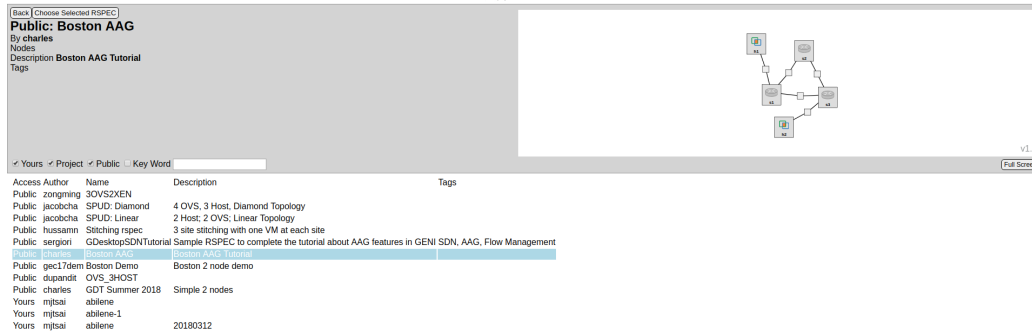 Back Choose Selected RSPEC
Public: Boston AAG
By charles
Nodes
Description Boston AAG Tutorial
Tags
s2
s1
s3
v1.
Yours Project Public Key Word
Full Scree
Access Author Name Description Tags
Public zongming 3OVS2XEN
Public jacobcha SPUD: Diamond 4 OVS, 3 Host, Diamond Topology
Public jacobcha SPUD: Linear 2 Host; 2 OVS; Linear Topology
Public hussamn Stitching rspec 3 site stitching with one VM at each site
Public sergiori GDesktopSDNTutorial Sample RSPEC to complete the tutorial about AAG features in GENI SDN, AAG, Flow Management
Public charles Boston AAG Boston AAG Tutorial
Public gec17dem Boston Demo Boston 2 node demo
Public dupandit OVS_3HOST
Public charles GDT Summer 2018 Simple 2 nodes
Yours mjtsai abilene
Yours mjtsai abilene-1
Yours mjtsai abilene 20180312